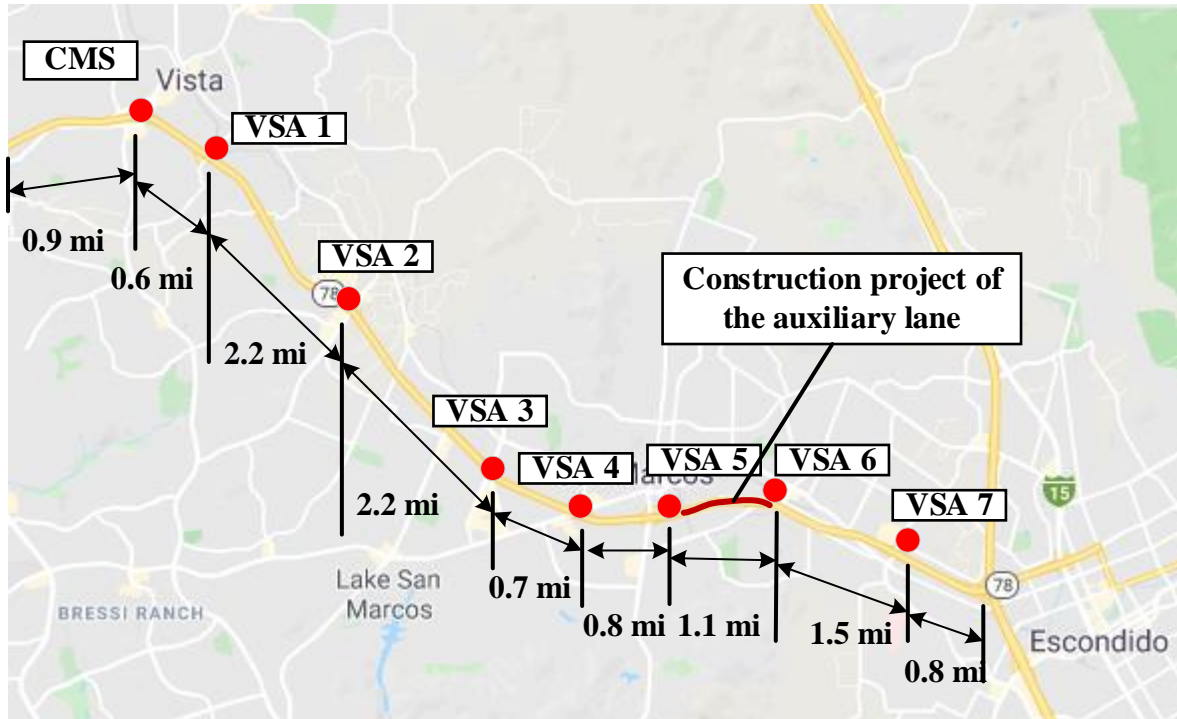 CMS
Vista
VSA 1
0.9 mi
0.6 mi
VSA 2
78
2.2 mi
Construction project of
the auxiliary lane
VSA 3
VSA 4
VSA 5
VSA 6
VSA 7
15
2.2 mi
0.7 mi
0.8 mi
1.1 mi
1.5 mi
0.8 mi
78
Lake San
Marcos
BRESSI RANCH
Escondido